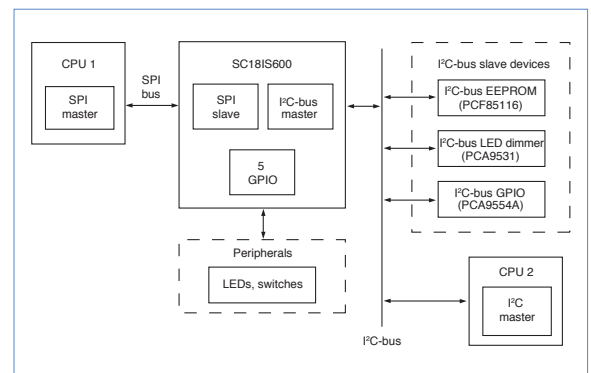 CPU 1
SPI
master
SPI
bus
SC18IS600
SPI
slave
I²C-bus
master
5
GPIO
Peripherals
LEDs, switches
I²C-bus
I²C-bus slave devices
I²C-bus EEPROM
(PCF85116)
I²C-bus LED dimmer
(PCA9531)
I²C-bus GPIO
(PCA9554A)
CPU 2
I²C
master